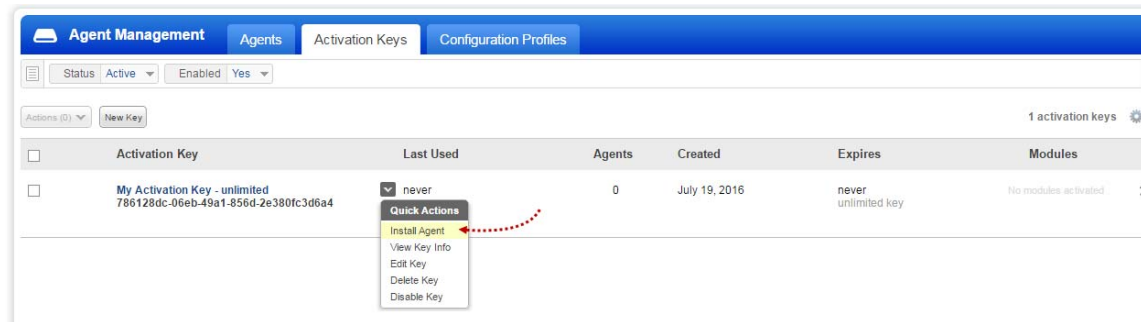 Agent Management Agents Activation Keys Configuration Profiles
Status Active Enabled Yes
Actions (0) New Key 1 activation keys
Activation Key Last Used Agents Created Expires Modules
My Activation Key - unlimited never 0 July 19, 2016 never No modules activated
786128dc-06eb-49a1-856d-2e380fc3d6a4 unlimited key
Quick Actions
Install Agent
View Key Info
Edit Key
Delete Key
Disable Key